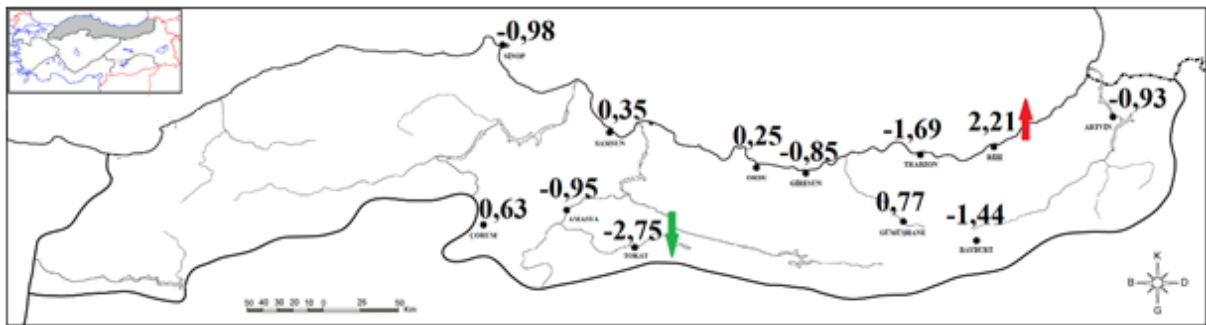 -0,98
SİNOP
0,35
SAMSUN
0,25
ORDU
-0,85
GİRESUN
-1,69
TRABZON
2,21
RİZE
-0,93
ARTVİN
0,63
ÇORUM
-0,95
AMASYA
-2,75
TOKAT
0,77
GÜMÜŞHANE
-1,44
BAYBURT
50 40 30 20 10 0 25 50
Km
K
B D
G